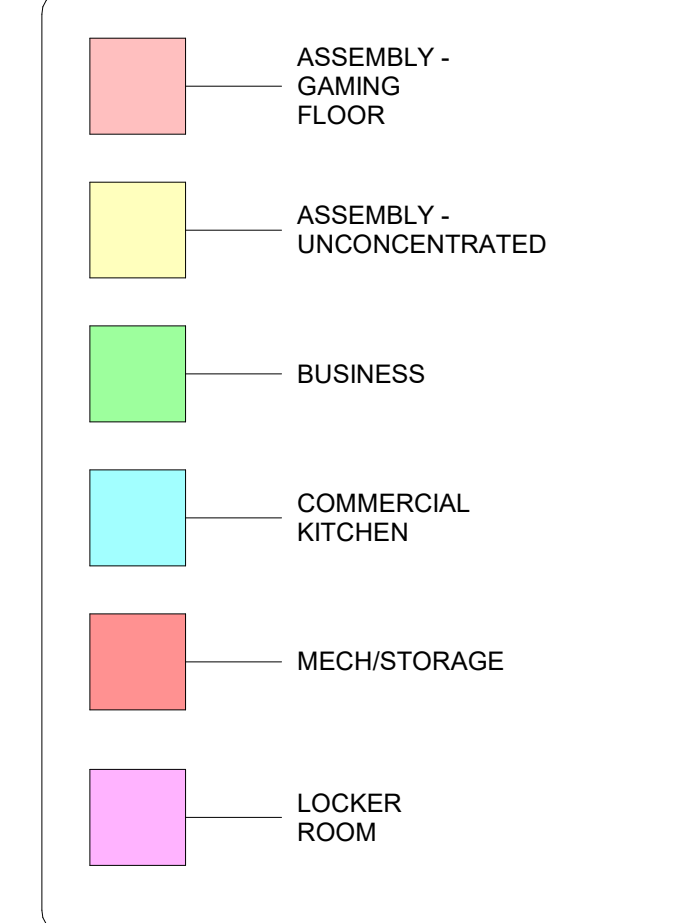 ASSEMBLY -
GAMING
FLOOR
ASSEMBLY -
UNCONCENTRATED
BUSINESS
COMMERCIAL
KITCHEN
MECH/STORAGE
LOCKER
ROOM